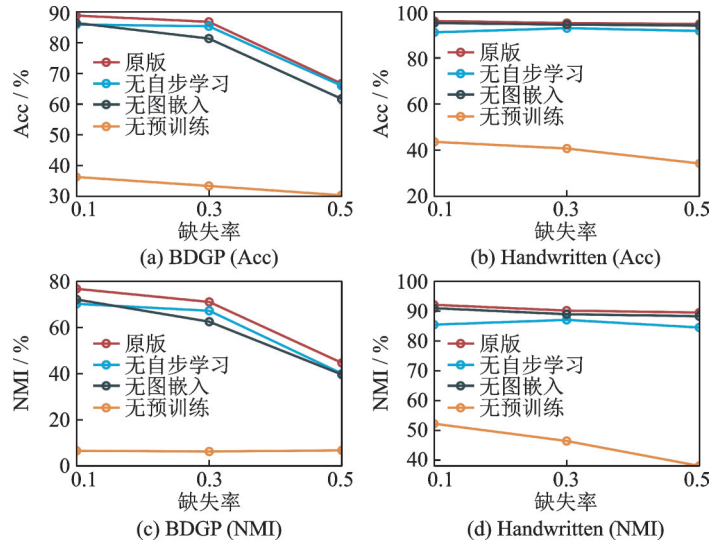 90
80
70
60
50
40
30
Acc / %
原版
无自步学习
无图嵌入
无预训练
0.1 0.3 0.5
缺失率
(a) BDGP (Acc)
100
80
60
40
20
Acc / %
原版
无自步学习
无图嵌入
无预训练
0.1 0.3 0.5
缺失率
(b) Handwritten (Acc)
80
60
40
20
0
NMI / %
原版
无自步学习
无图嵌入
无预训练
0.1 0.3 0.5
缺失率
(c) BDGP (NMI)
100
90
80
70
60
50
40
NMI / %
原版
无自步学习
无图嵌入
无预训练
0.1 0.3 0.5
缺失率
(d) Handwritten (NMI)